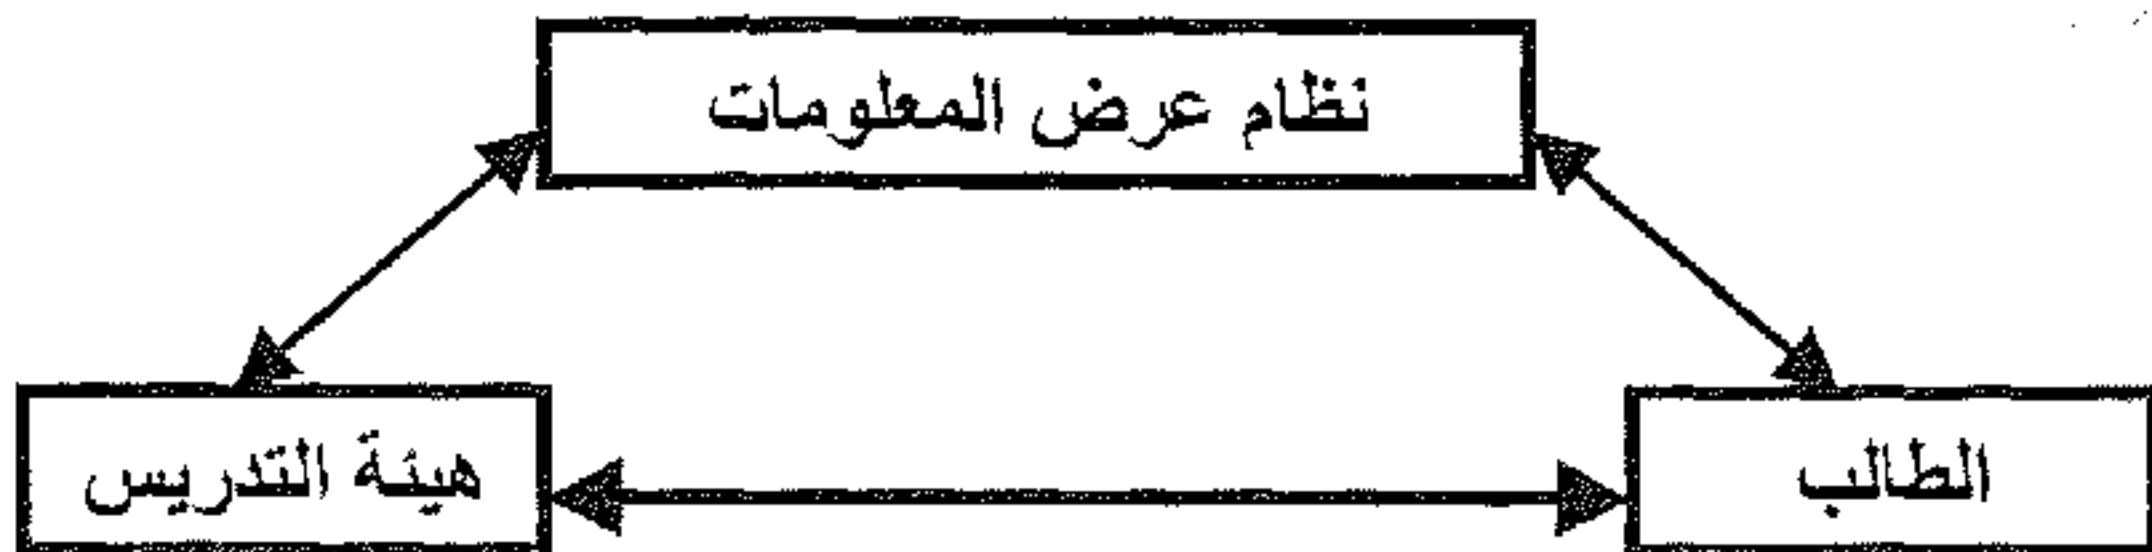 نظام عرض المعلومات
الطالب
هيئة التدريس